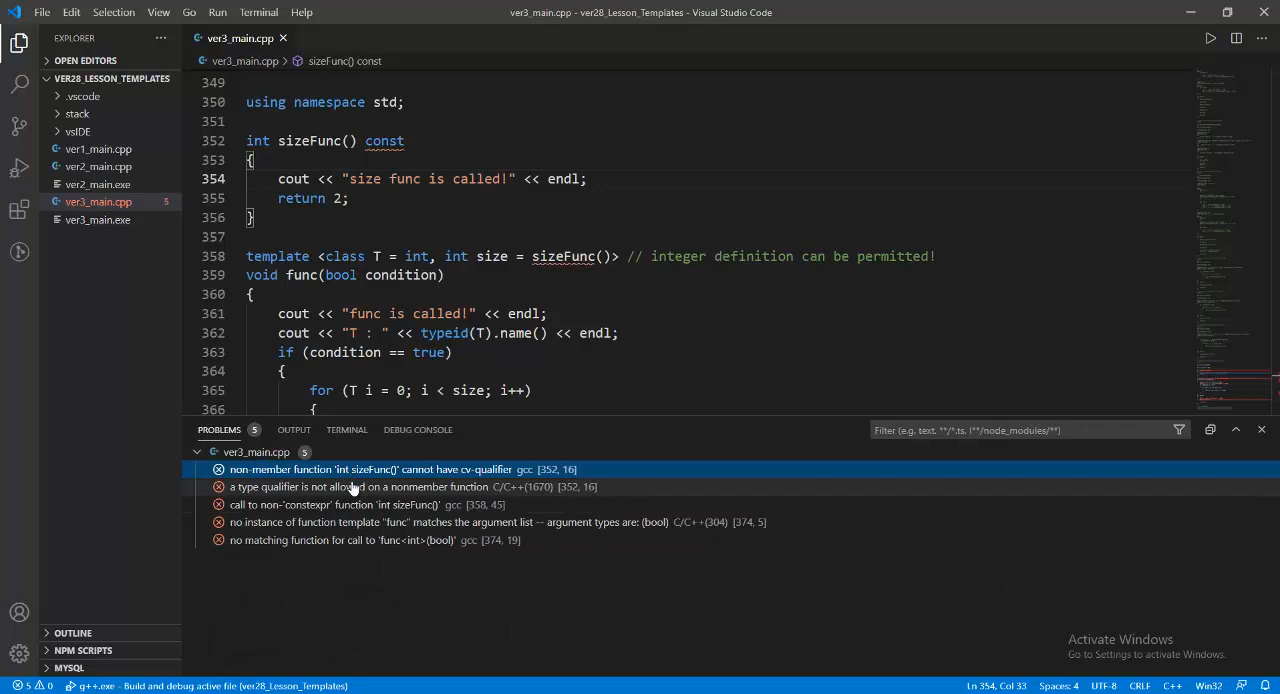 File Edit Selection View Go Run Terminal Help
ver3_main.cpp - ver28_Lesson_Templates - Visual Studio Code
EXPLORER
OPEN EDITORS
VER28_LESSON_TEMPLATES
.vscode
stack
vsIDE
ver1_main.cpp
ver2_main.cpp
ver2_main.exe
ver3_main.cpp 5
ver3_main.exe
OUTLINE
NPM SCRIPTS
MYSQL
ver3_main.cpp
ver3_main.cpp > sizeFunc() const
349
350 using namespace std;
351
352 int sizeFunc() const
353 {
354 cout << "size func is called!" << endl;
355 return 2;
356 }
357
358 template <class T = int, int size = sizeFunc()> // integer definition can be permitted!
359 void func(bool condition)
360 {
361 cout << "func is called!" << endl;
362 cout << "T : " << typeid(T).name() << endl;
363 if (condition == true)
364 {
365 for (T i = 0; i < size; i++)
366 {
PROBLEMS 5 OUTPUT TERMINAL DEBUG CONSOLE
Filter (e.g. text, **/*.ts, !**/node_modules/**)
ver3_main.cpp 5
non-member function 'int sizeFunc()' cannot have cv-qualifier gcc [352, 16]
a type qualifier is not allowed on a nonmember function C/C++(1670) [352, 16]
call to non-'constexpr' function 'int sizeFunc()' gcc [358, 45]
no instance of function template "func" matches the argument list -- argument types are: (bool) C/C++(304) [374, 5]
no matching function for call to 'func<int>(bool)' gcc [374, 19]
Activate Windows
Go to Settings to activate Windows.
5 0 g++.exe - Build and debug active file (ver28_Lesson_Templates)
Ln 354, Col 33 Spaces: 4 UTF-8 CRLF C++ Win32